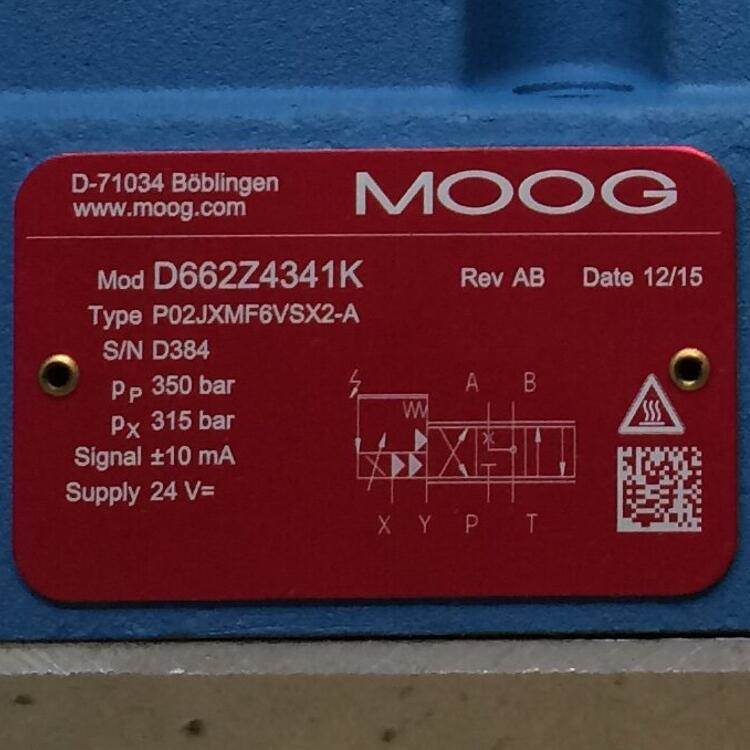 D-71034 Böblingen
www.moog.com
MOOG
Mod D662Z4341K Rev AB Date 12/15
Type P02JXMF6VSX2-A
S/N D384
pP 350 bar
pX 315 bar
Signal ±10 mA
Supply 24 V=
A B
X Y P T